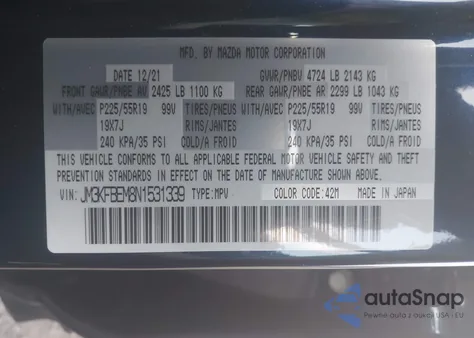 MFD. BY MAZDA MOTOR CORPORATION
DATE 12/21 GVWR/PNBV 4724 LB 2143 KG
FRONT GAWR/PNBE AV 2425 LB 1100 KG REAR GAWR/PNBE AR 2299 LB 1043 KG
WITH/AVEC P225/55R19 99V TIRES/PNEUS WITH/AVEC P225/55R19 99V TIRES/PNEUS
19X7J RIMS/JANTES 19X7J RIMS/JANTES
240 KPA/35 PSI COLD/A FROID 240 KPA/35 PSI COLD/A FROID
THIS VEHICLE CONFORMS TO ALL APPLICABLE FEDERAL MOTOR VEHICLE SAFETY AND THEFT
PREVENTION STANDARDS IN EFFECT ON THE DATE OF MANUFACTURE SHOWN ABOVE.
VIN: JM3KFBEM8N1531339 TYPE: MPV COLOR CODE: 42M MADE IN JAPAN
autoSnap
Pewne auta z aukcji USA i EU